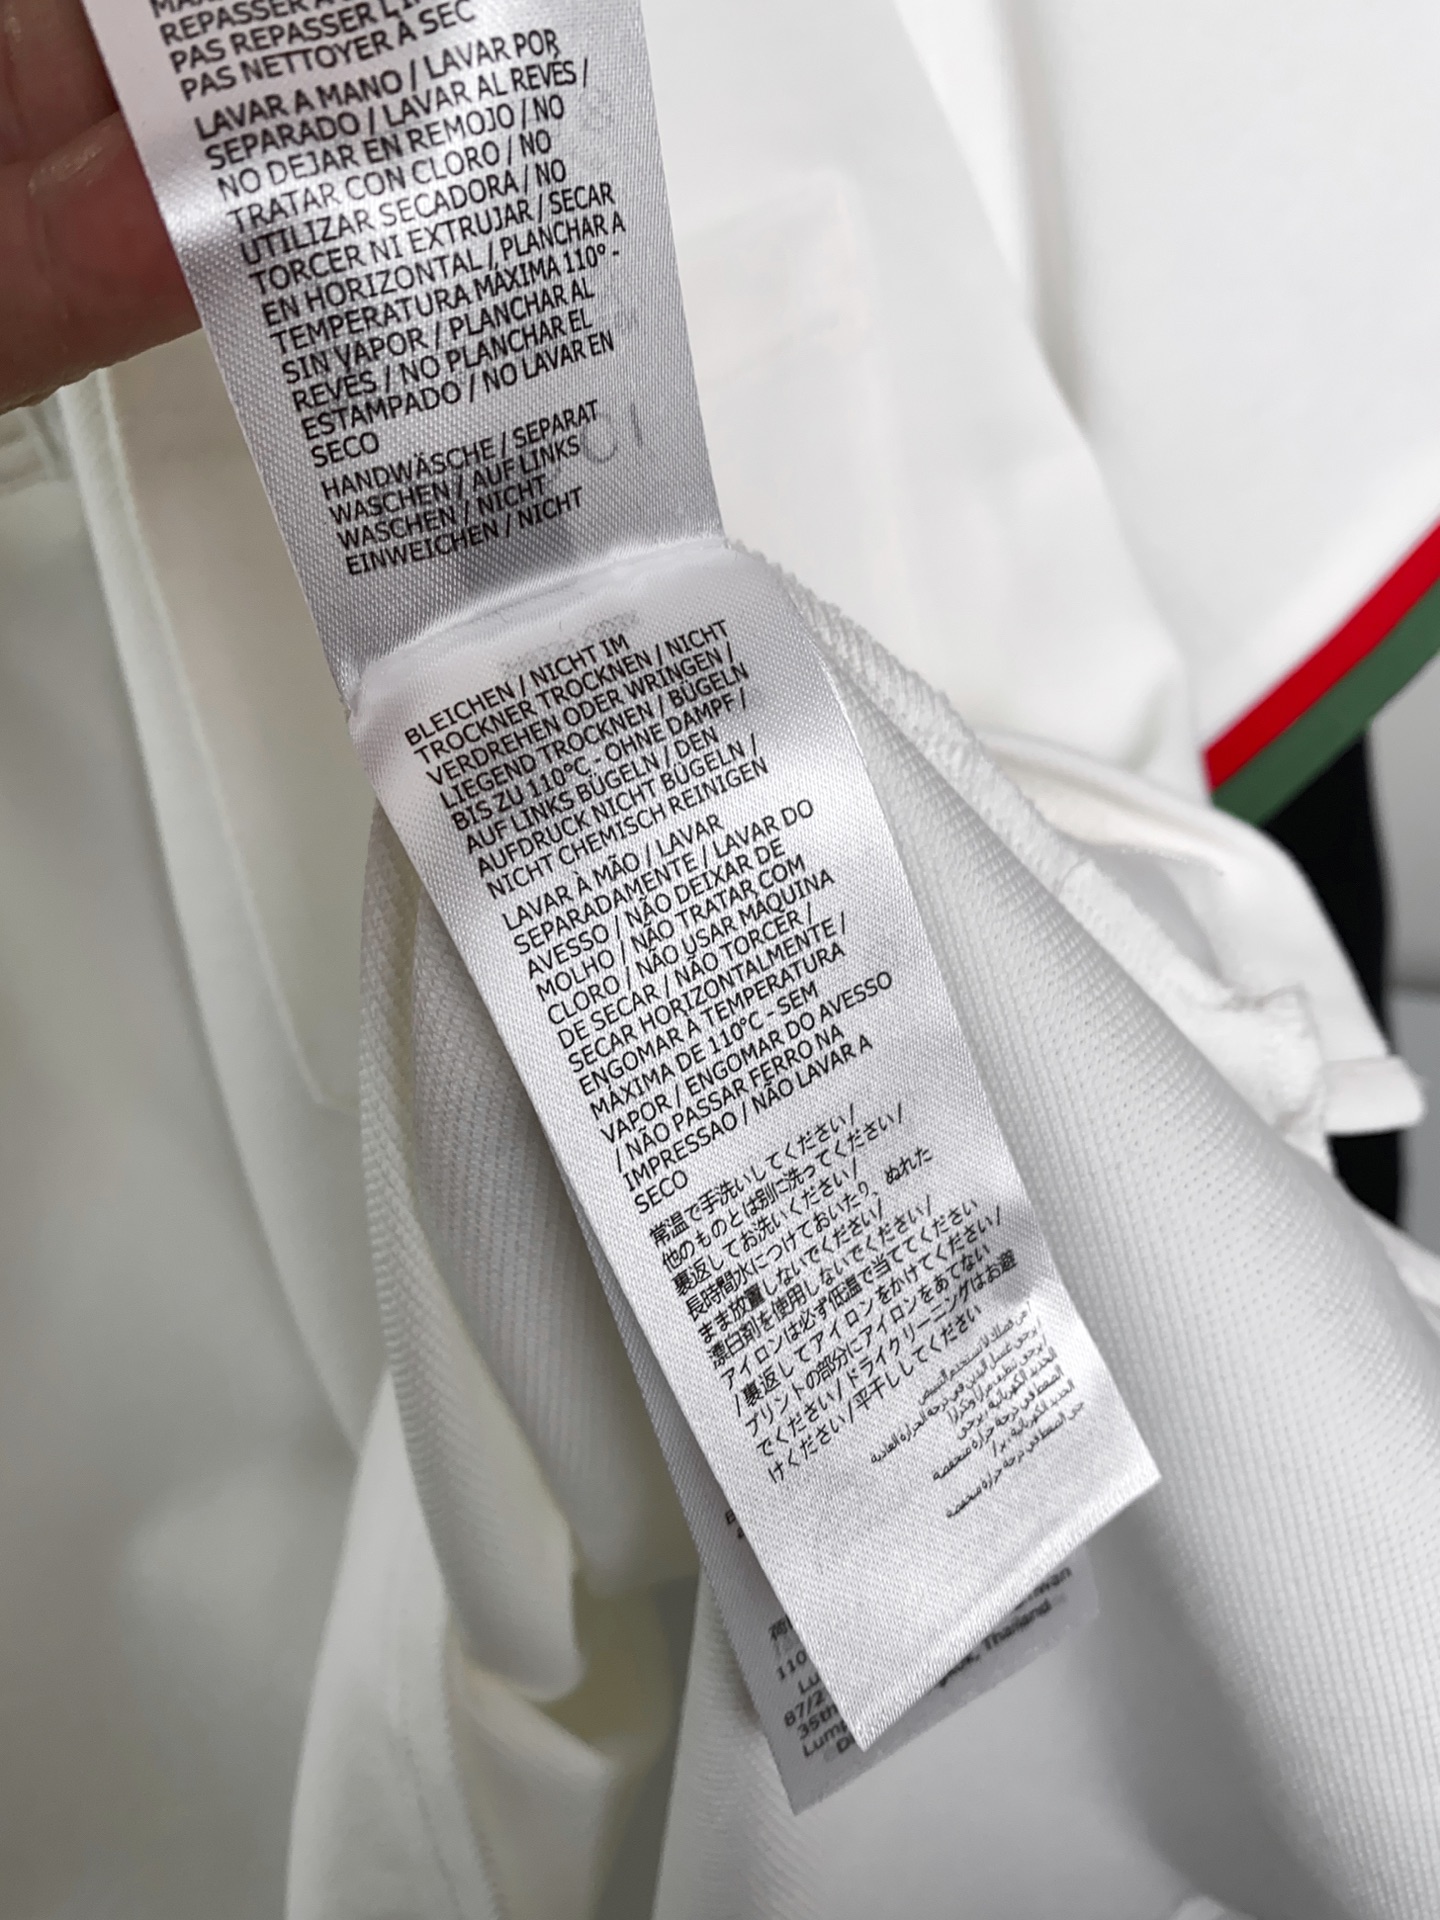 REPASSER À
PAS REPASSER L'I
PAS NETTOYER À SEC
LAVAR A MANO / LAVAR POR
SEPARADO / LAVAR AL REVÉS /
NO DEJAR EN REMOJO / NO
TRATAR CON CLORO / NO
UTILIZAR SECADORA / NO
TORCER NI EXTRUJAR / SECAR
EN HORIZONTAL / PLANCHAR A
TEMPERATURA MÁXIMA 110° -
SIN VAPOR / PLANCHAR AL
REVÉS / NO PLANCHAR EL
ESTAMPADO / NO LAVAR EN
SECO
HANDWÄSCHE / SEPARAT
WASCHEN / AUF LINKS
WASCHEN / NICHT
EINWEICHEN / NICHT
BLEICHEN / NICHT IM
TROCKNER TROCKNEN / NICHT
VERDREHEN ODER WRINGEN /
LIEGEND TROCKNEN / BÜGELN
BIS ZU 110°C - OHNE DAMPF /
AUF LINKS BÜGELN / DEN
AUFDRUCK NICHT BÜGELN /
NICHT CHEMISCH REINIGEN
LAVAR À MÃO / LAVAR
SEPARADAMENTE / LAVAR DO
AVESSO / NÃO DEIXAR DE
MOLHO / NÃO TRATAR COM
CLORO / NÃO USAR MÁQUINA
DE SECAR / NÃO TORCER /
SECAR HORIZONTALMENTE /
ENGOMAR À TEMPERATURA
MÁXIMA DE 110°C - SEM
VAPOR / ENGOMAR DO AVESSO
/ NÃO PASSAR FERRO NA
IMPRESSAO / NÃO LAVAR A
SECO
常温で手洗いしてください/
他のものとは別に洗ってください/
裏返してお洗いください/
長時間水につけておいたり、ぬれた
まま放置しないでください/
漂白剤を使用しないでください/
アイロンは必ず低温で当ててください
/裏返してアイロンをかけてください/
プリントの部分にアイロンをあてない
でください/ドライクリーニングはお避
けください/平干ししてください
110
Lu
87/2
35th
Lum
Thailand